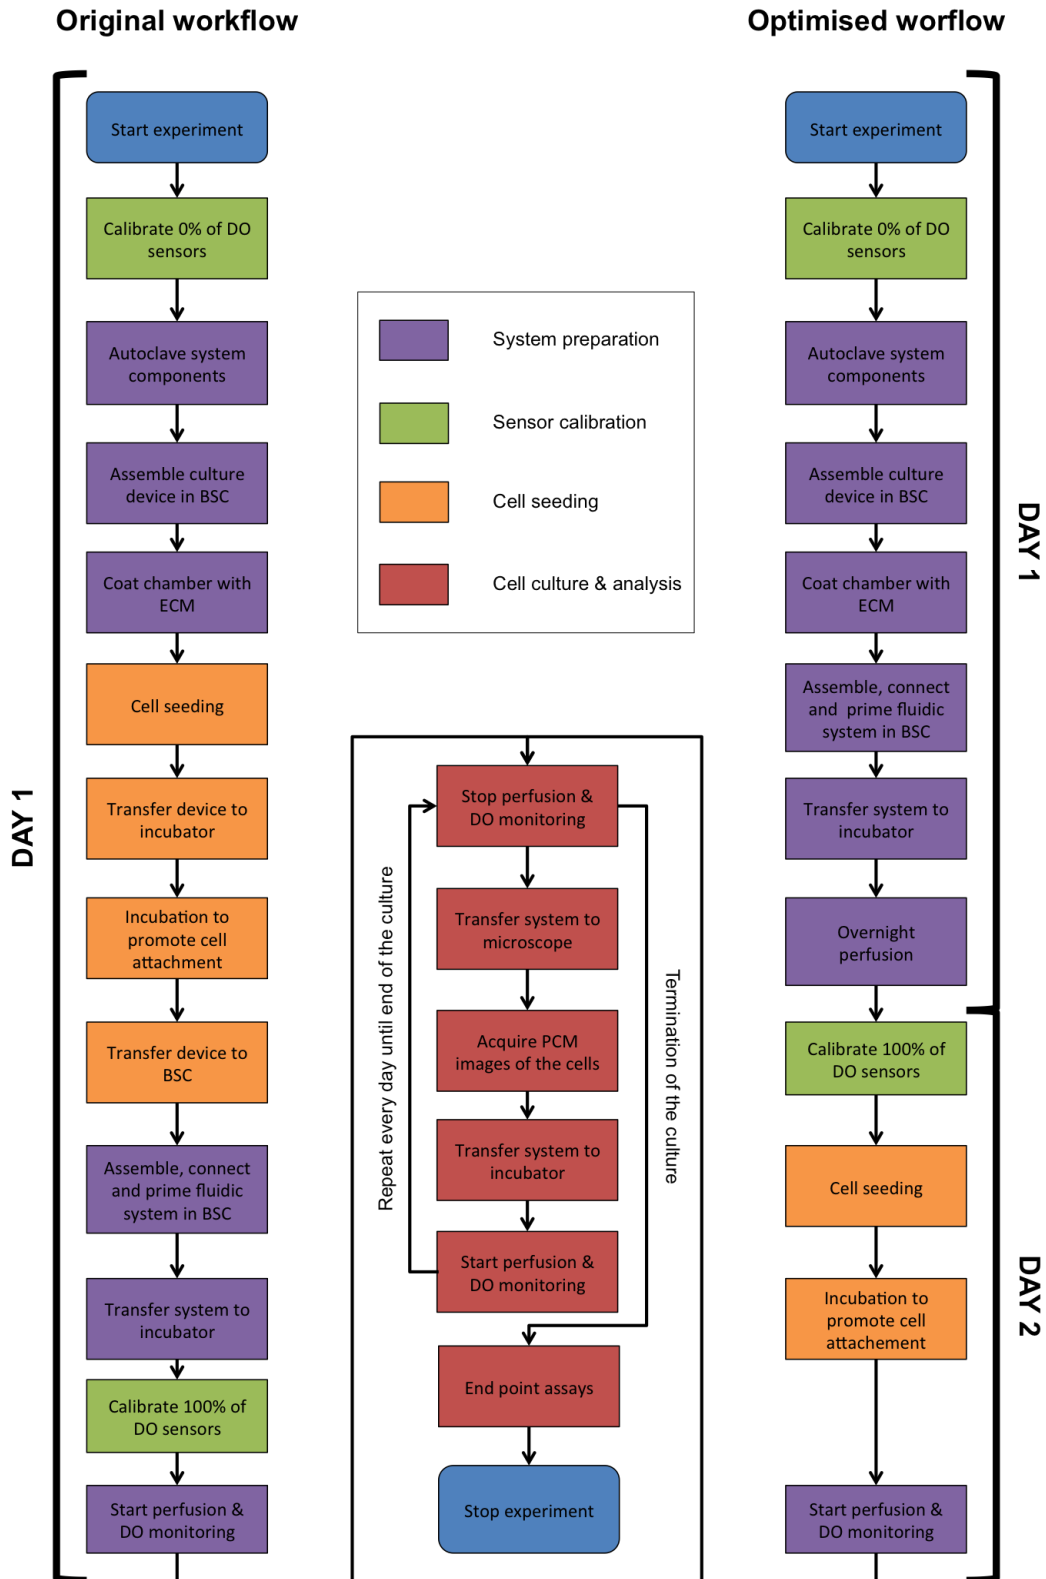 Original workflow
Optimised worflow
DAY 1
Start experiment
Calibrate 0% of DO
sensors
Autoclave system
components
Assemble culture
device in BSC
Coat chamber with
ECM
Cell seeding
Transfer device to
incubator
Incubation to
promote cell
attachment
Transfer device to
BSC
Assemble, connect
and prime fluidic
system in BSC
Transfer system to
incubator
Calibrate 100% of
DO sensors
Start perfusion &
DO monitoring
System preparation
Sensor calibration
Cell seeding
Cell culture & analysis
Stop perfusion &
DO monitoring
Transfer system to
microscope
Acquire PCM
images of the cells
Transfer system to
incubator
Start perfusion &
DO monitoring
Repeat every day until end of the culture
Termination of the culture
End point assays
Stop experiment
Start experiment
Calibrate 0% of DO
sensors
Autoclave system
components
Assemble culture
device in BSC
Coat chamber with
ECM
Assemble, connect
and prime fluidic
system in BSC
Transfer system to
incubator
Overnight
perfusion
DAY 1
Calibrate 100% of
DO sensors
Cell seeding
Incubation to
promote cell
attachement
Start perfusion &
DO monitoring
DAY 2